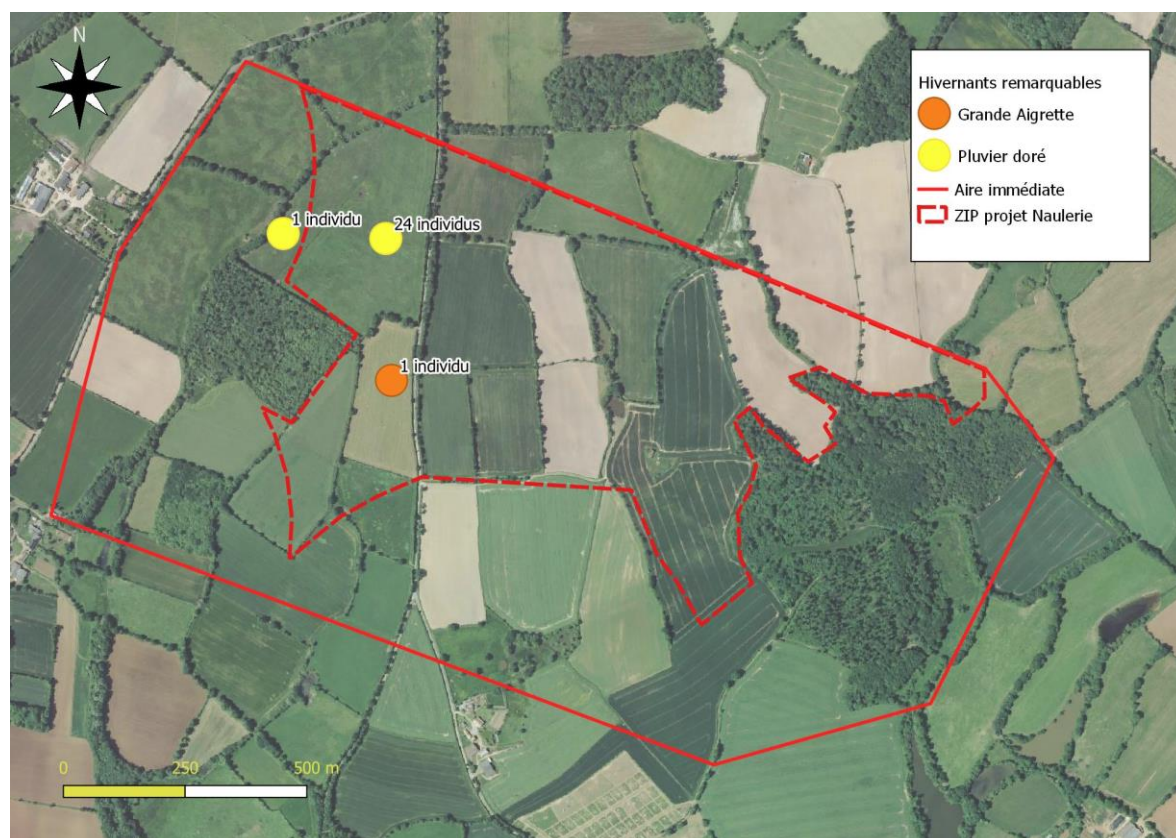 N
Hivernants remarquables
Grande Aigrette
Pluvier doré
Aire immédiate
ZIP projet Naulerie
1 individu
24 individus
1 individu
0 250 500 m